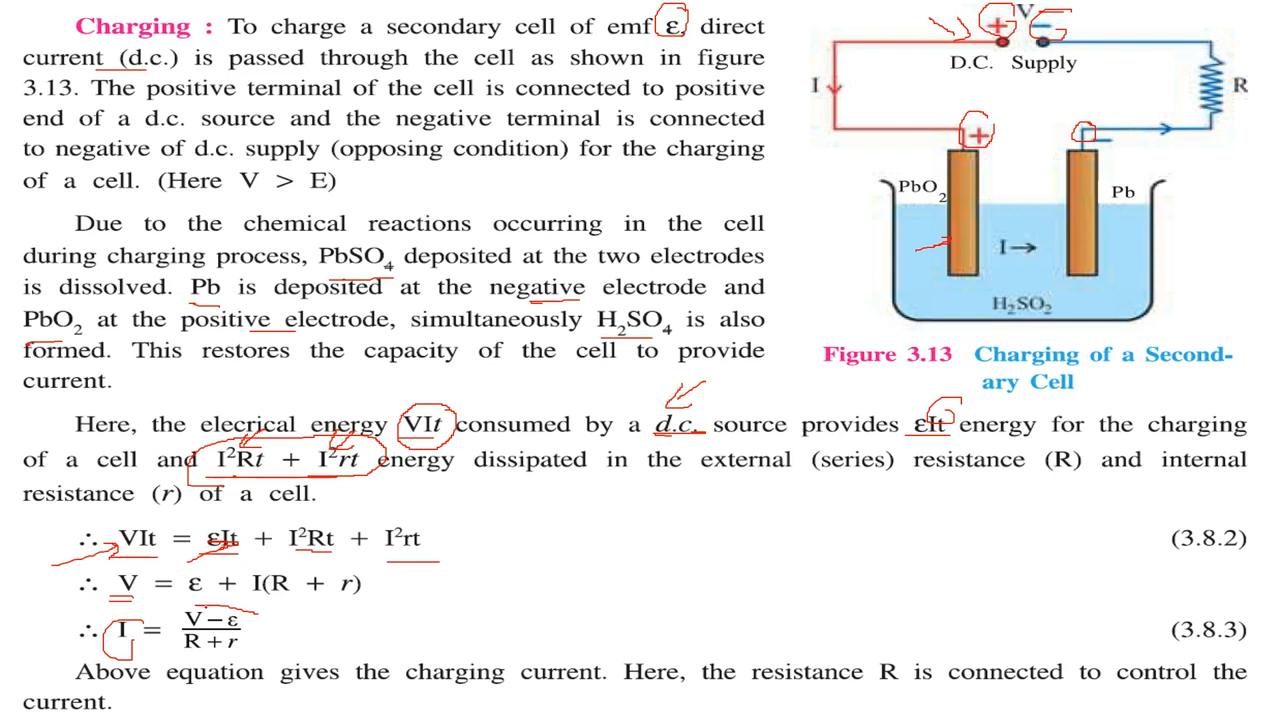 Charging : To charge a secondary cell of emf ε, direct
current (d.c.) is passed through the cell as shown in figure
3.13. The positive terminal of the cell is connected to positive
end of a d.c. source and the negative terminal is connected
to negative of d.c. supply (opposing condition) for the charging
of a cell. (Here V > E)
Due to the chemical reactions occurring in the cell
during charging process, PbSO₄ deposited at the two electrodes
is dissolved. Pb is deposited at the negative electrode and
PbO₂ at the positive electrode, simultaneously H₂SO₄ is also
formed. This restores the capacity of the cell to provide
current.
+ V −
D.C. Supply
I
R
+ −
PbO₂
Pb
I→
H₂SO₂
Figure 3.13 Charging of a Second-
ary Cell
Here, the elecrical energy VIt consumed by a d.c. source provides εIt energy for the charging
of a cell and I²Rt + I²rt energy dissipated in the external (series) resistance (R) and internal
resistance (r) of a cell.
∴ VIt = εIt + I²Rt + I²rt (3.8.2)
∴ V = ε + I(R + r)
∴ I = V − ε / R + r (3.8.3)
Above equation gives the charging current. Here, the resistance R is connected to control the
current.